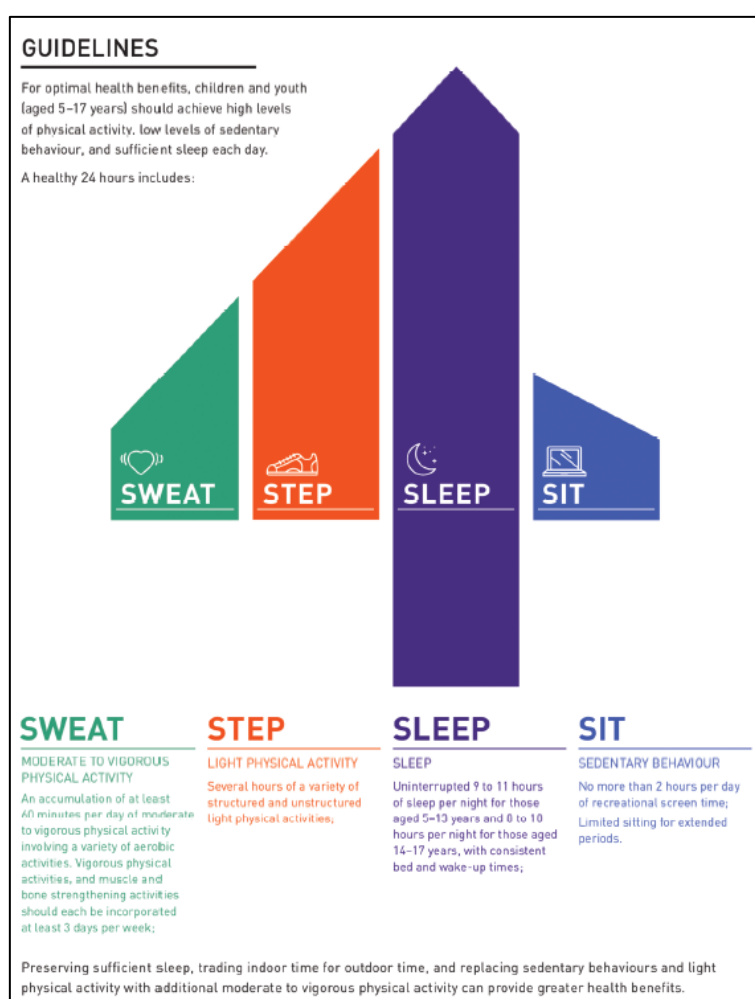 GUIDELINES
For optimal health benefits, children and youth
(aged 5–17 years) should achieve high levels
of physical activity, low levels of sedentary
behaviour, and sufficient sleep each day.
A healthy 24 hours includes:
SWEAT
STEP
SLEEP
SIT
SWEAT
MODERATE TO VIGOROUS
PHYSICAL ACTIVITY
An accumulation of at least
60 minutes per day of moderate
to vigorous physical activity
involving a variety of aerobic
activities. Vigorous physical
activities, and muscle and
bone strengthening activities
should each be incorporated
at least 3 days per week;
STEP
LIGHT PHYSICAL ACTIVITY
Several hours of a variety of
structured and unstructured
light physical activities;
SLEEP
SLEEP
Uninterrupted 9 to 11 hours
of sleep per night for those
aged 5–13 years and 8 to 10
hours per night for those aged
14–17 years, with consistent
bed and wake-up times;
SIT
SEDENTARY BEHAVIOUR
No more than 2 hours per day
of recreational screen time;
Limited sitting for extended
periods.
Preserving sufficient sleep, trading indoor time for outdoor time, and replacing sedentary behaviours and light
physical activity with additional moderate to vigorous physical activity can provide greater health benefits.